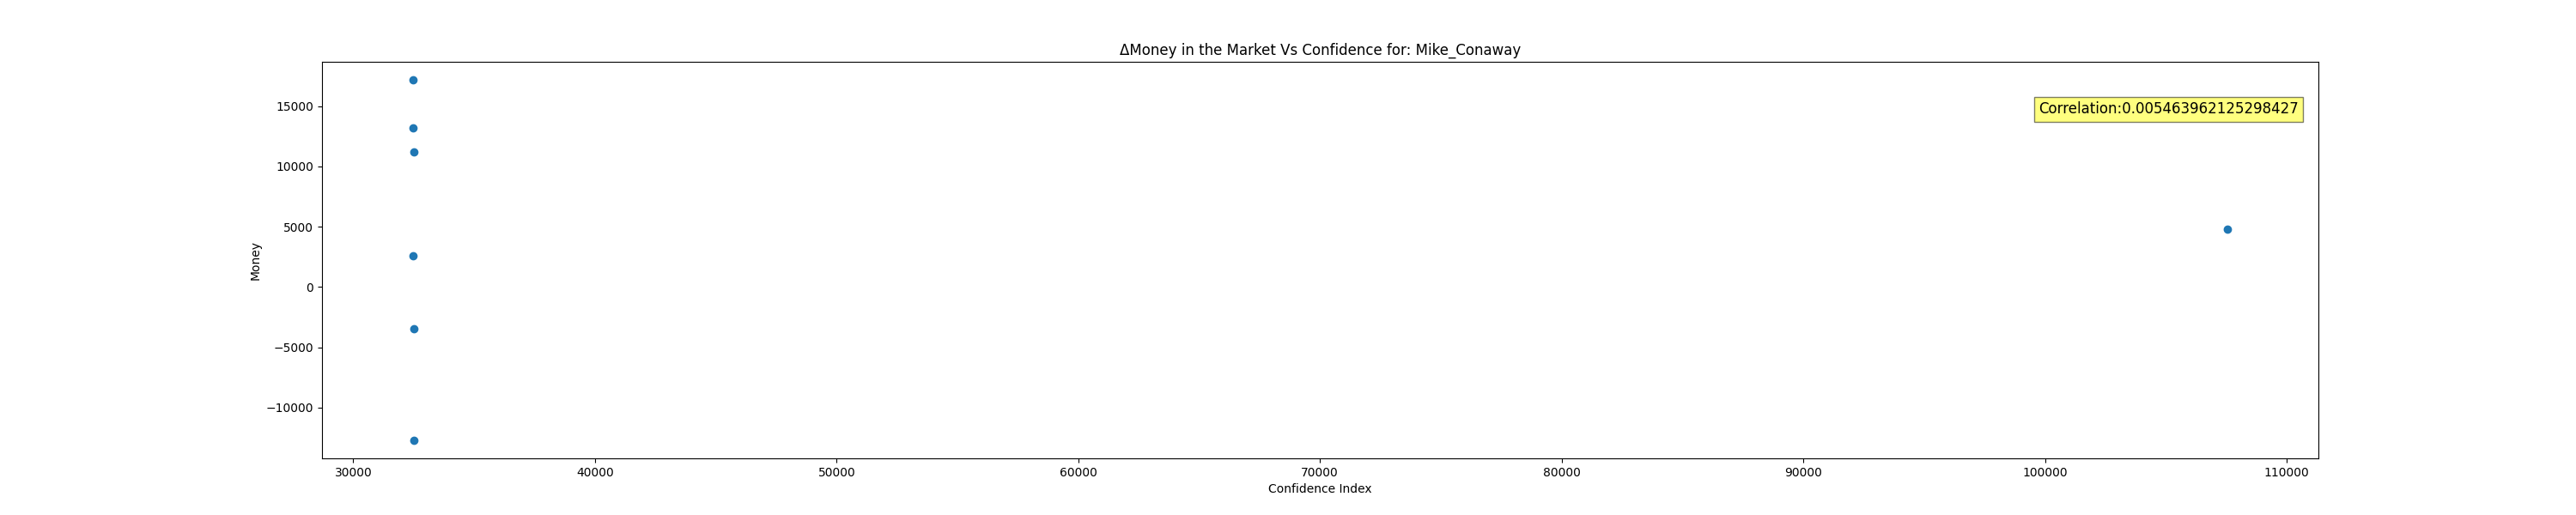 ΔMoney in the Market Vs Confidence for: Mike_Conaway
Correlation:0.005463962125298427
15000
10000
5000
0
−5000
−10000
Money
30000 40000 50000 60000 70000 80000 90000 100000 110000
Confidence Index